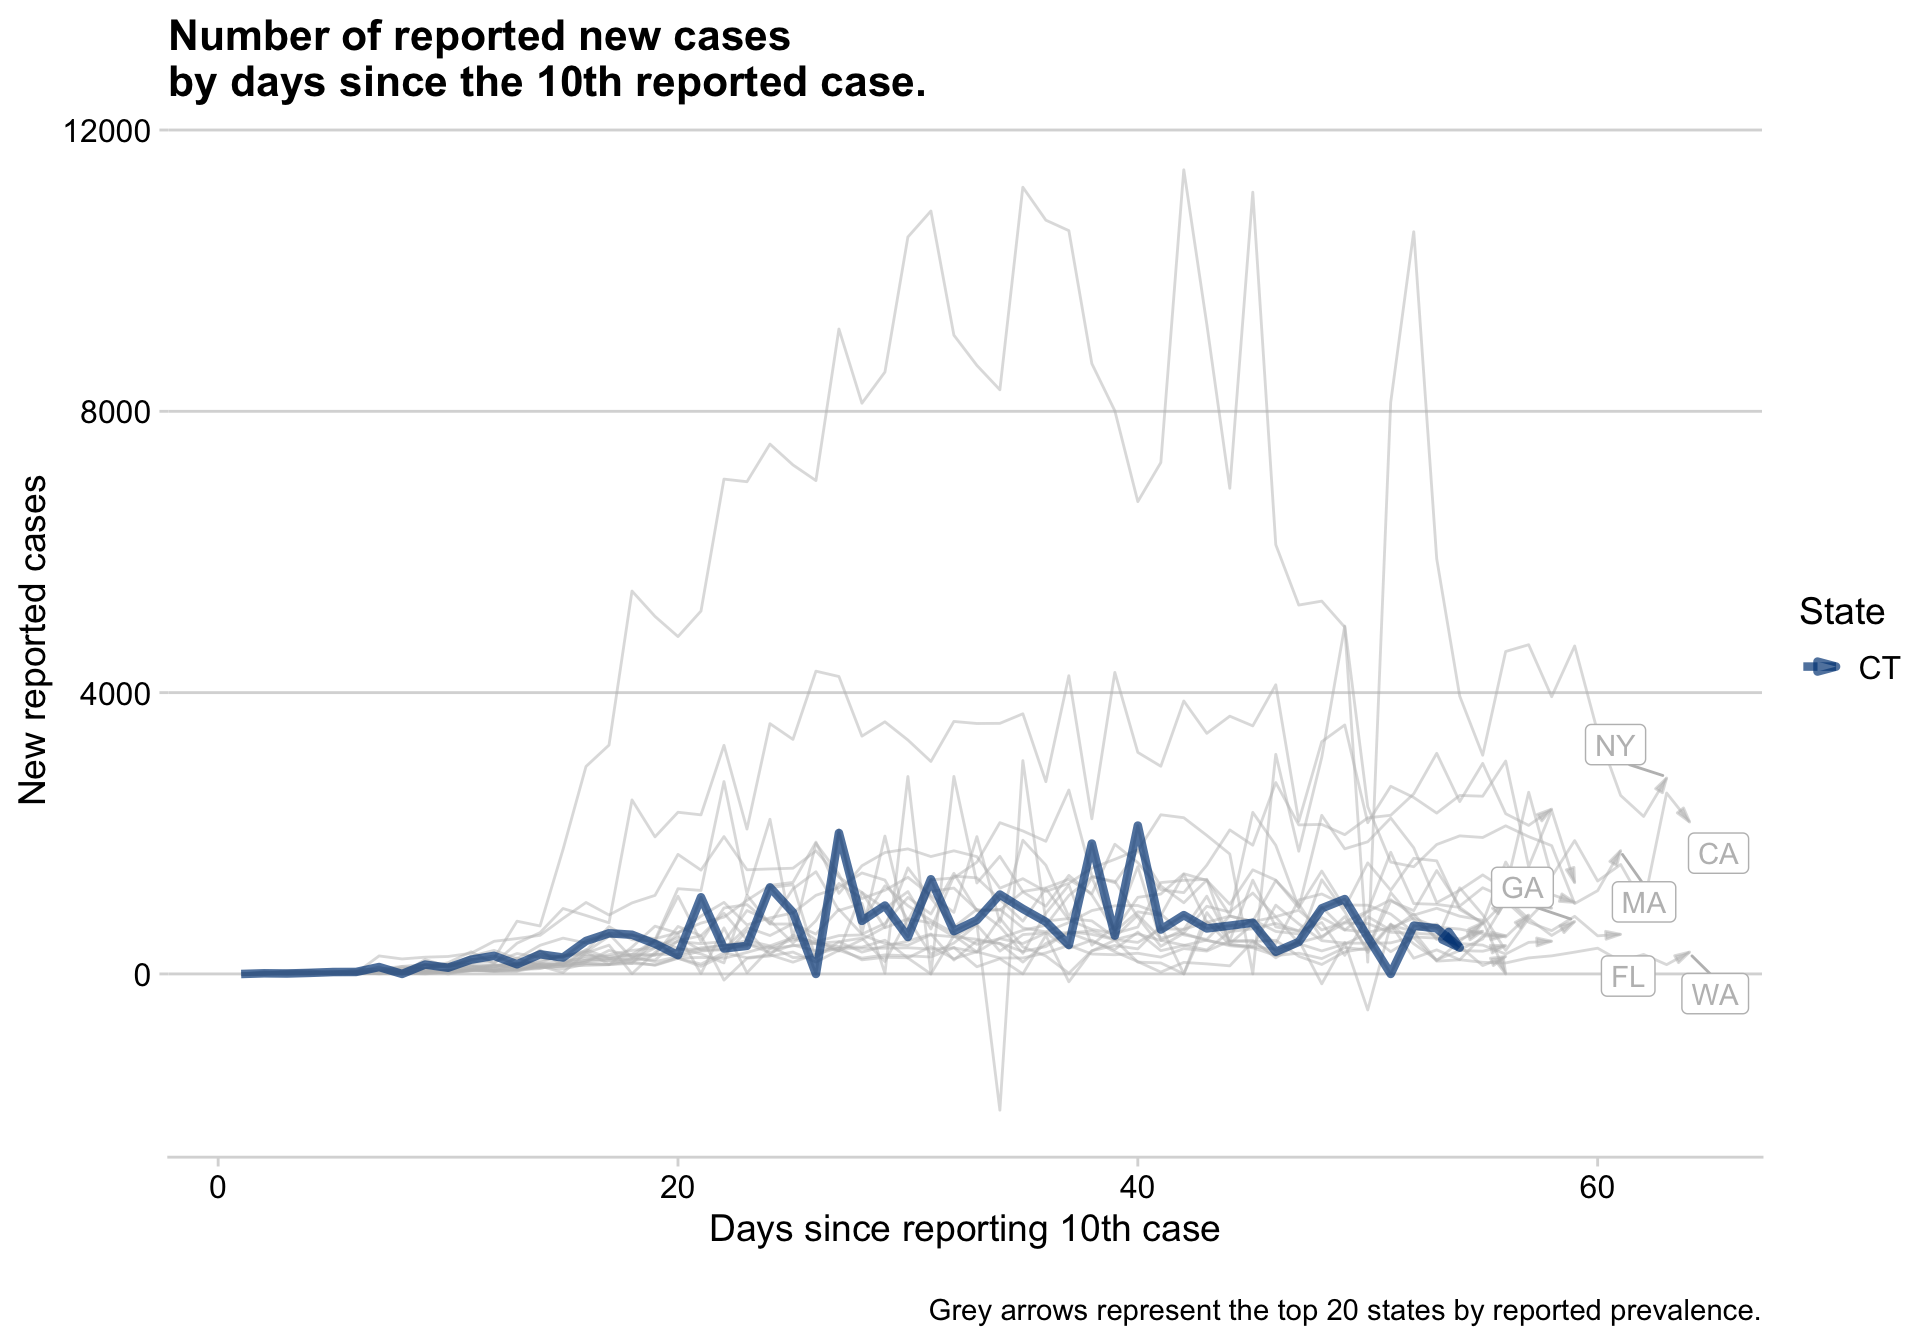 Number of reported new cases
by days since the 10th reported case.
12000
8000
4000
0
New reported cases
NY
CA
GA
MA
FL
WA
State
CT
0 20 40 60
Days since reporting 10th case
Grey arrows represent the top 20 states by reported prevalence.